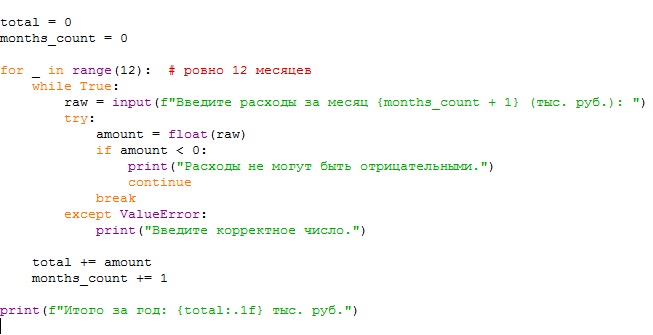 total = 0
months_count = 0

for _ in range(12):  # ровно 12 месяцев
    while True:
        raw = input(f"Введите расходы за месяц {months_count + 1} (тыс. руб.): ")
        try:
            amount = float(raw)
            if amount < 0:
                print("Расходы не могут быть отрицательными.")
                continue
            break
        except ValueError:
            print("Введите корректное число.")

    total += amount
    months_count += 1

print(f"Итого за год: {total:.1f} тыс. руб.")